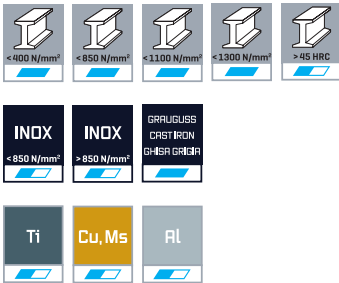 <400 N/mm² <850 N/mm² <1100 N/mm² <1300 N/mm² >45 HRC
INOX INOX GRAUGUSS
CAST IRON
GHISA GRIGIA
<850 N/mm² >850 N/mm²
Ti Cu, Ms Al